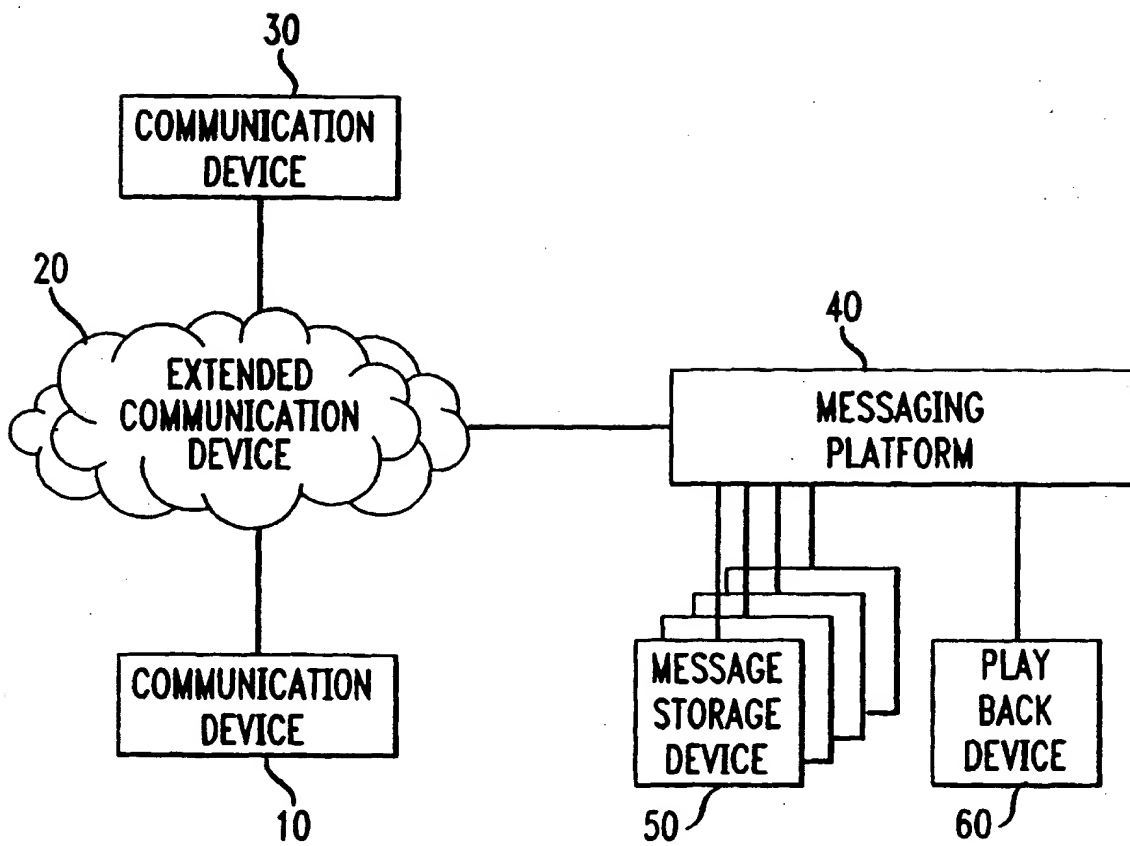 30
COMMUNICATION
DEVICE
20
EXTENDED
COMMUNICATION
DEVICE
40
MESSAGING
PLATFORM
COMMUNICATION
DEVICE
10
MESSAGE
STORAGE
DEVICE
50
PLAY
BACK
DEVICE
60